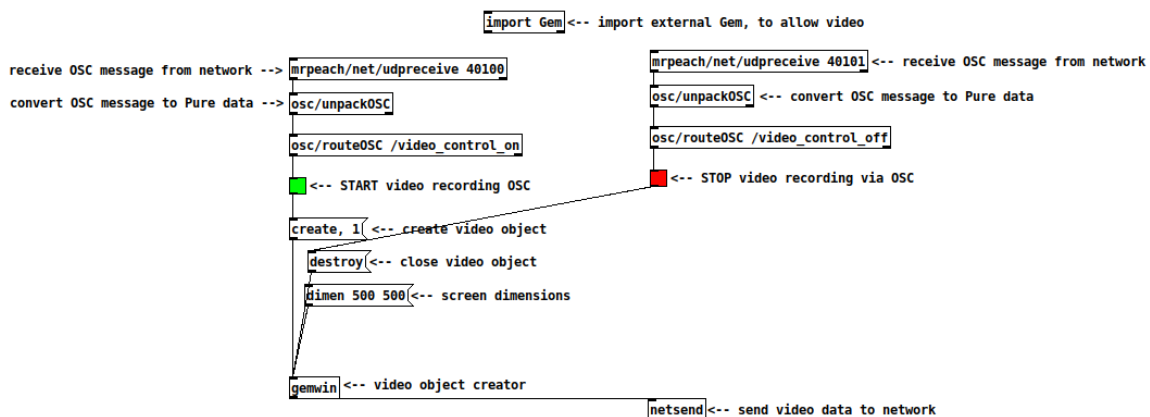 import Gem <-- import external Gem, to allow video
receive OSC message from network --> mrpeach/net/udpreceive 40100
mrpeach/net/udpreceive 40101 <-- receive OSC message from network
convert OSC message to Pure data --> osc/unpackOSC
osc/unpackOSC <-- convert OSC message to Pure data
osc/routeOSC /video_control_on
osc/routeOSC /video_control_off
<-- START video recording OSC
<-- STOP video recording via OSC
create, 1 <-- create video object
destroy <-- close video object
dimen 500 500 <-- screen dimensions
gemwin <-- video object creator
netsend <-- send video data to network